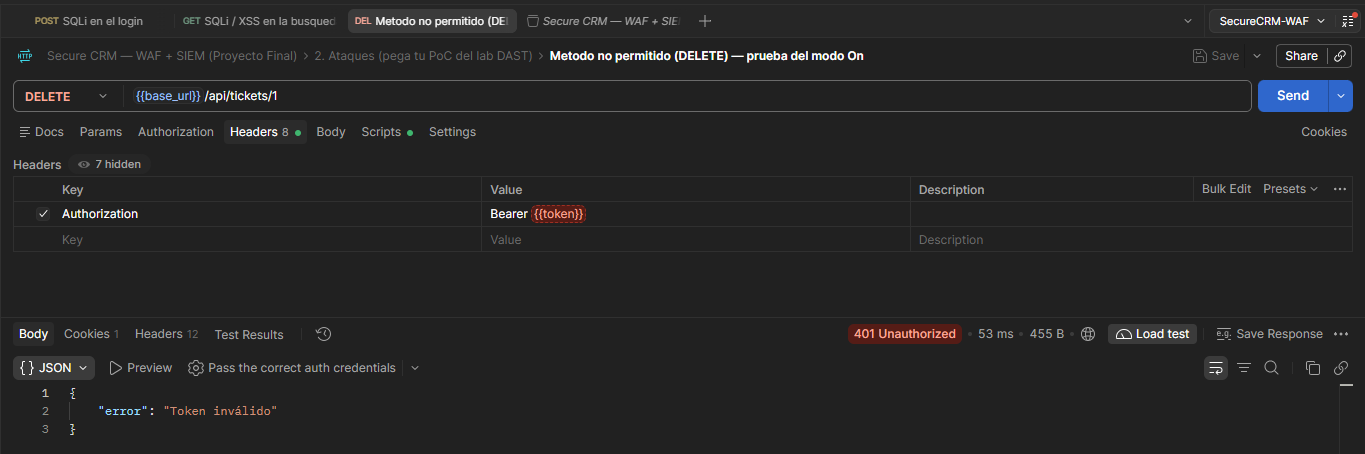 POST SQLi en el login GET SQLi / XSS en la busqued DEL Metodo no permitido (DE Secure CRM — WAF + SIE SecureCRM-WAF
HTTP Secure CRM — WAF + SIEM (Proyecto Final) > 2. Ataques (pega tu PoC del lab DAST) > Metodo no permitido (DELETE) — prueba del modo On Save Share
DELETE {{base_url}} /api/tickets/1 Send
Docs Params Authorization Headers 8 Body Scripts Settings Cookies
Headers 7 hidden
Key Value Description Bulk Edit Presets
Authorization Bearer {{token}}
Key Value Description
Body Cookies 1 Headers 12 Test Results 401 Unauthorized 53 ms 455 B Load test e.g. Save Response
{} JSON Preview Pass the correct auth credentials
1 {
2 "error": "Token inválido"
3 }